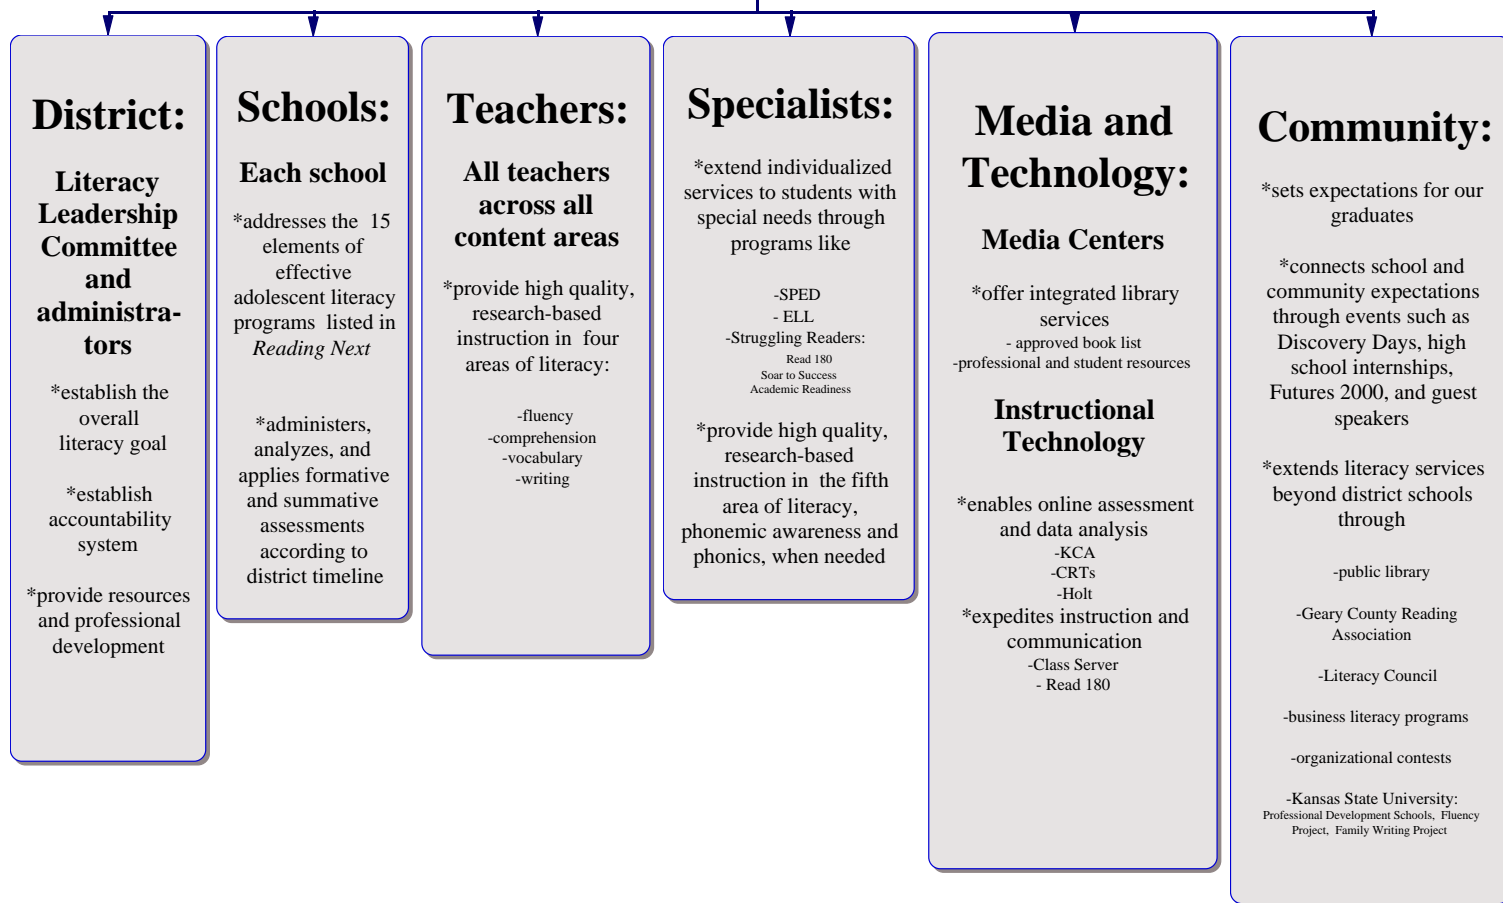 District:
Literacy
Leadership
Committee
and
administra-
tors
*establish the
overall
literacy goal
*establish
accountability
system
*provide resources
and professional
development
Schools:
Each school
*addresses the 15
elements of
effective
adolescent literacy
programs listed in
Reading Next
*administers,
analyzes, and
applies formative
and summative
assessments
according to
district timeline
Teachers:
All teachers
across all
content areas
*provide high quality,
research-based
instruction in four
areas of literacy:
-fluency
-comprehension
-vocabulary
-writing
Specialists:
*extend individualized
services to students with
special needs through
programs like
-SPED
- ELL
-Struggling Readers:
Read 180
Soar to Success
Academic Readiness
*provide high quality,
research-based
instruction in the fifth
area of literacy,
phonemic awareness and
phonics, when needed
Media and
Technology:
Media Centers
*offer integrated library
services
- approved book list
-professional and student resources
Instructional
Technology
*enables online assessment
and data analysis
-KCA
-CRTs
-Holt
*expedites instruction and
communication
-Class Server
- Read 180
Community:
*sets expectations for our
graduates
*connects school and
community expectations
through events such as
Discovery Days, high
school internships,
Futures 2000, and guest
speakers
*extends literacy services
beyond district schools
through
-public library
-Geary County Reading
Association
-Literacy Council
-business literacy programs
-organizational contests
-Kansas State University:
Professional Development Schools, Fluency
Project, Family Writing Project